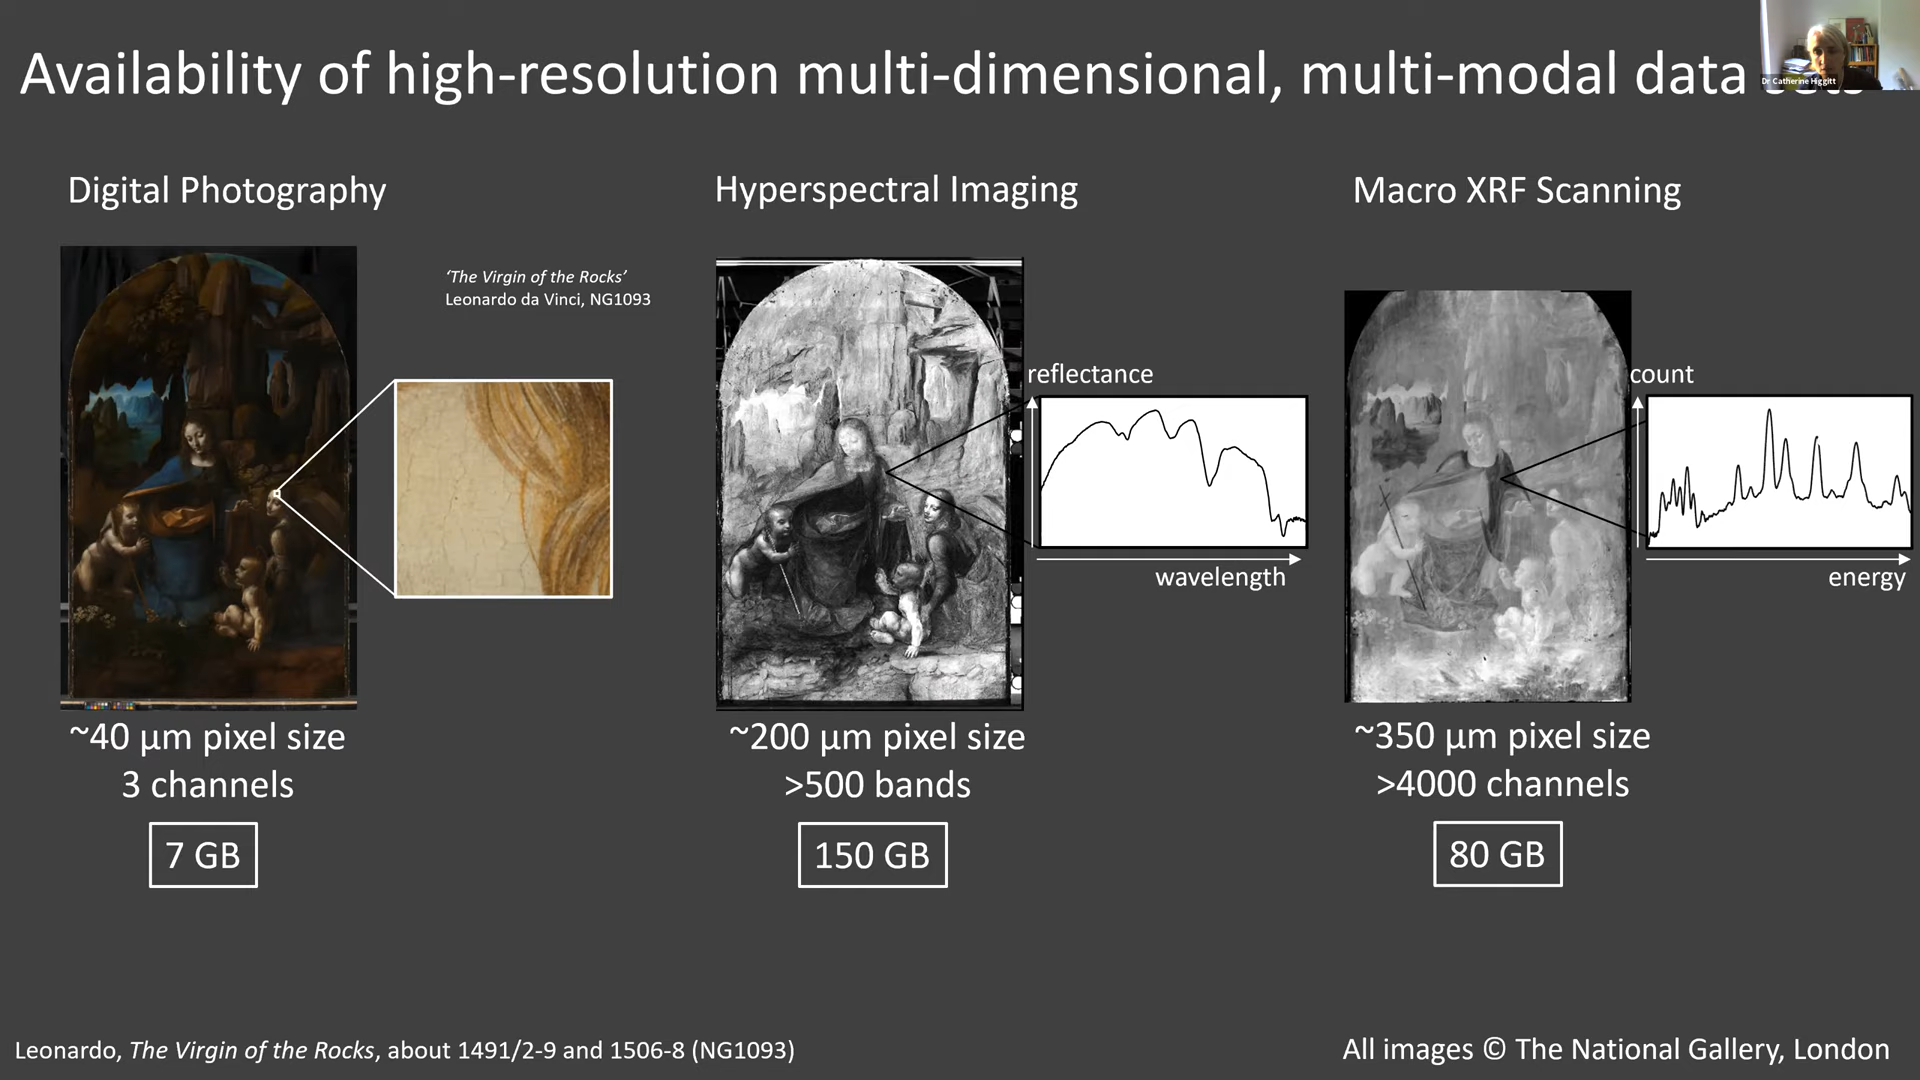 Availability of high-resolution multi-dimensional, multi-modal data
Dr Catherine Higgitt
Digital Photography
Hyperspectral Imaging
Macro XRF Scanning
‘The Virgin of the Rocks’
Leonardo da Vinci, NG1093
reflectance
wavelength
count
energy
~40 µm pixel size
3 channels
7 GB
~200 µm pixel size
>500 bands
150 GB
~350 µm pixel size
>4000 channels
80 GB
Leonardo, The Virgin of the Rocks, about 1491/2-9 and 1506-8 (NG1093)
All images © The National Gallery, London